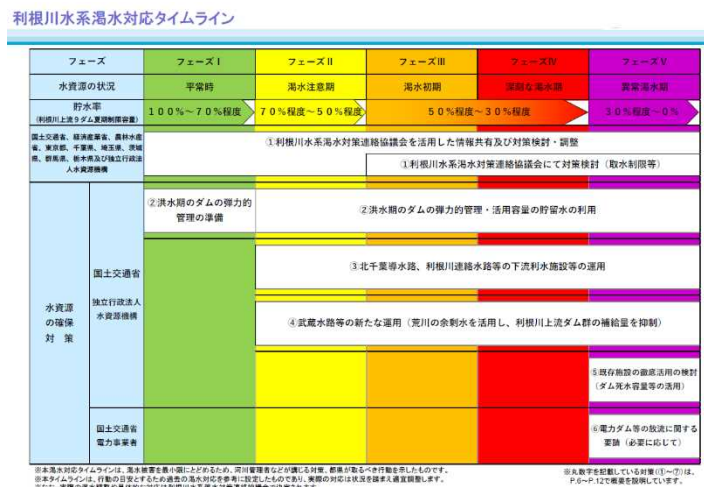 利根川水系渇水対応タイムライン
フェーズ フェーズⅠ フェーズⅡ フェーズⅢ フェーズⅣ フェーズⅤ
水資源の状況 平常時 渇水注意期 渇水初期 深刻な渇水期 異常渇水期
貯水率
(利根川上流9ダム夏期制限容量)
100%~70%程度 70%程度~50%程度 50%程度~30%程度 30%程度~0%
国土交通省、経済産業省、農林水産
省、東京都、千葉県、埼玉県、茨城
県、群馬県、栃木県及び独立行政法
人水資源機構
①利根川水系渇水対策連絡協議会を活用した情報共有及び対策検討・調整
①利根川水系渇水対策連絡協議会にて対策検討(取水制限等)
水資源
の確保
対 策
国土交通省
独立行政法人
水資源機構
②洪水期のダムの弾力的
管理の準備
②洪水期のダムの弾力的管理・活用容量の貯留水の利用
③北千葉導水路、利根川連絡水路等の下流利水施設等の運用
④武蔵水路等の新たな運用(荒川の余剰水を活用し、利根川上流ダム群の補給量を抑制)
⑤既存施設の徹底活用の検討
(ダム死水容量等の活用)
国土交通省
電力事業者
⑥電力ダム等の放流に関する
要請(必要に応じて)
※本渇水対応タイムラインは、渇水被害を最小限にとどめるため、河川管理者などが講じる対策、都県が取るべき行動を示したものです。
※本タイムラインは、行動の目安とするため過去の渇水対応を参考に設定したものであり、実際の対応は状況を踏まえ適宜調整します。
※丸数字を記載している対策(①~⑦)は、
P.6~P.12で概要を説明しています。